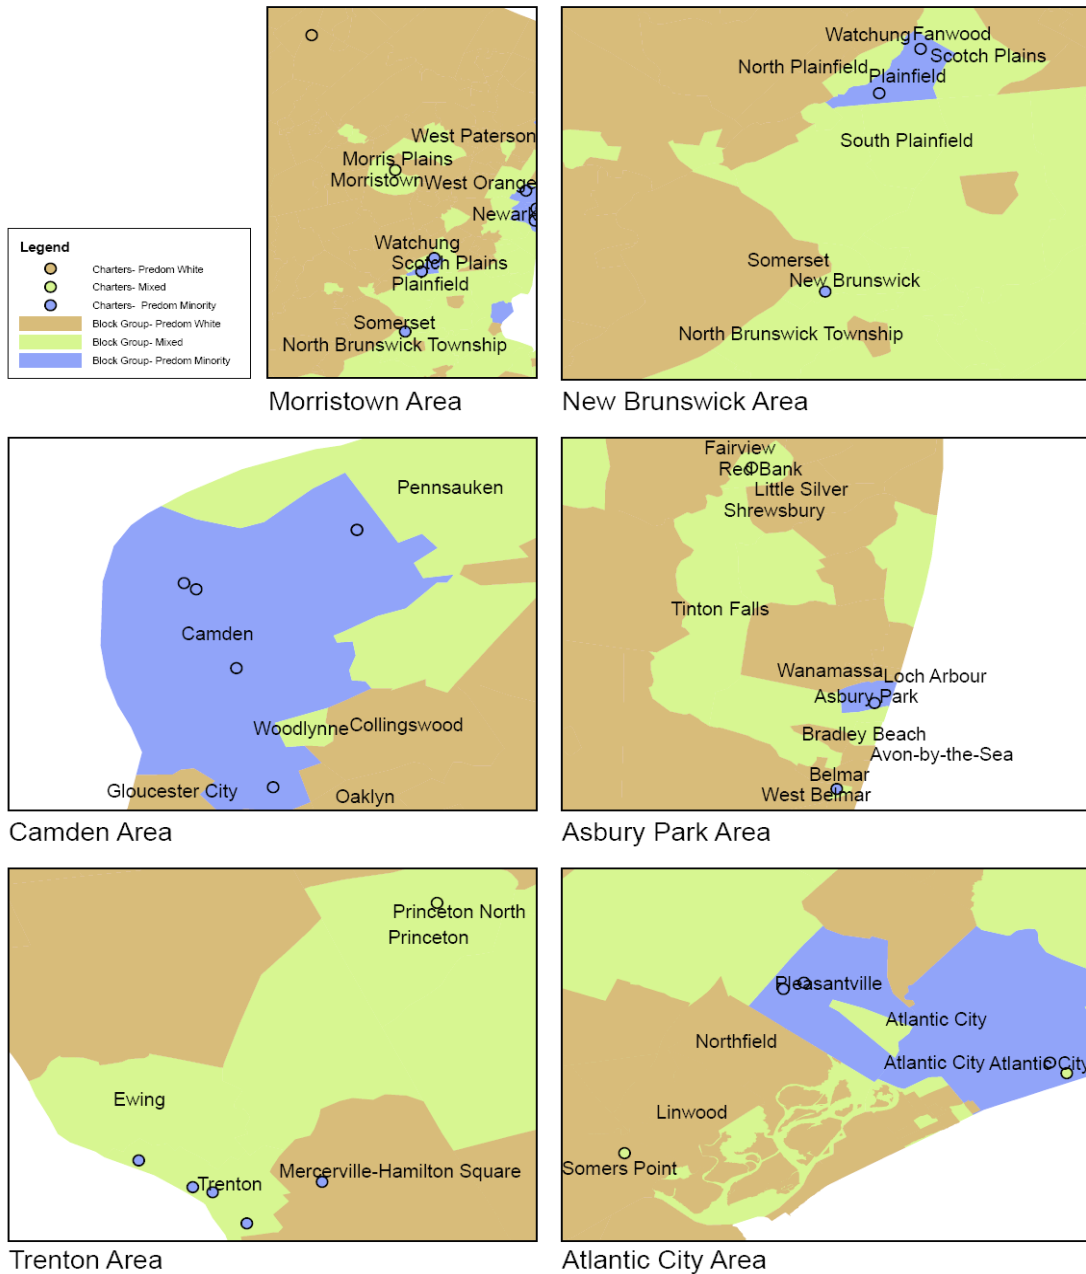 West Paterson
Morris Plains
Morristown
West Orange
Newark
Watchung
Scotch Plains
Plainfield
Somerset
North Brunswick Township
Morristown Area
Watchung
Fanwood
Scotch Plains
North Plainfield
Plainfield
South Plainfield
Somerset
New Brunswick
North Brunswick Township
New Brunswick Area
Legend
Charters- Predom White
Charters- Mixed
Charters- Predom Minority
Block Group- Predom White
Block Group- Mixed
Block Group- Predom Minority
Pennsauken
Camden
Woodlynne
Collingswood
Gloucester City
Oaklyn
Camden Area
Fairview
Red Bank
Little Silver
Shrewsbury
Tinton Falls
Wanamassa
Loch Arbour
Asbury Park
Bradley Beach
Avon-by-the-Sea
Belmar
West Belmar
Asbury Park Area
Princeton North
Princeton
Ewing
Trenton
Mercerville-Hamilton Square
Trenton Area
Pleasantville
Atlantic City
Northfield
Atlantic City
Atlantic City
Linwood
Somers Point
Atlantic City Area